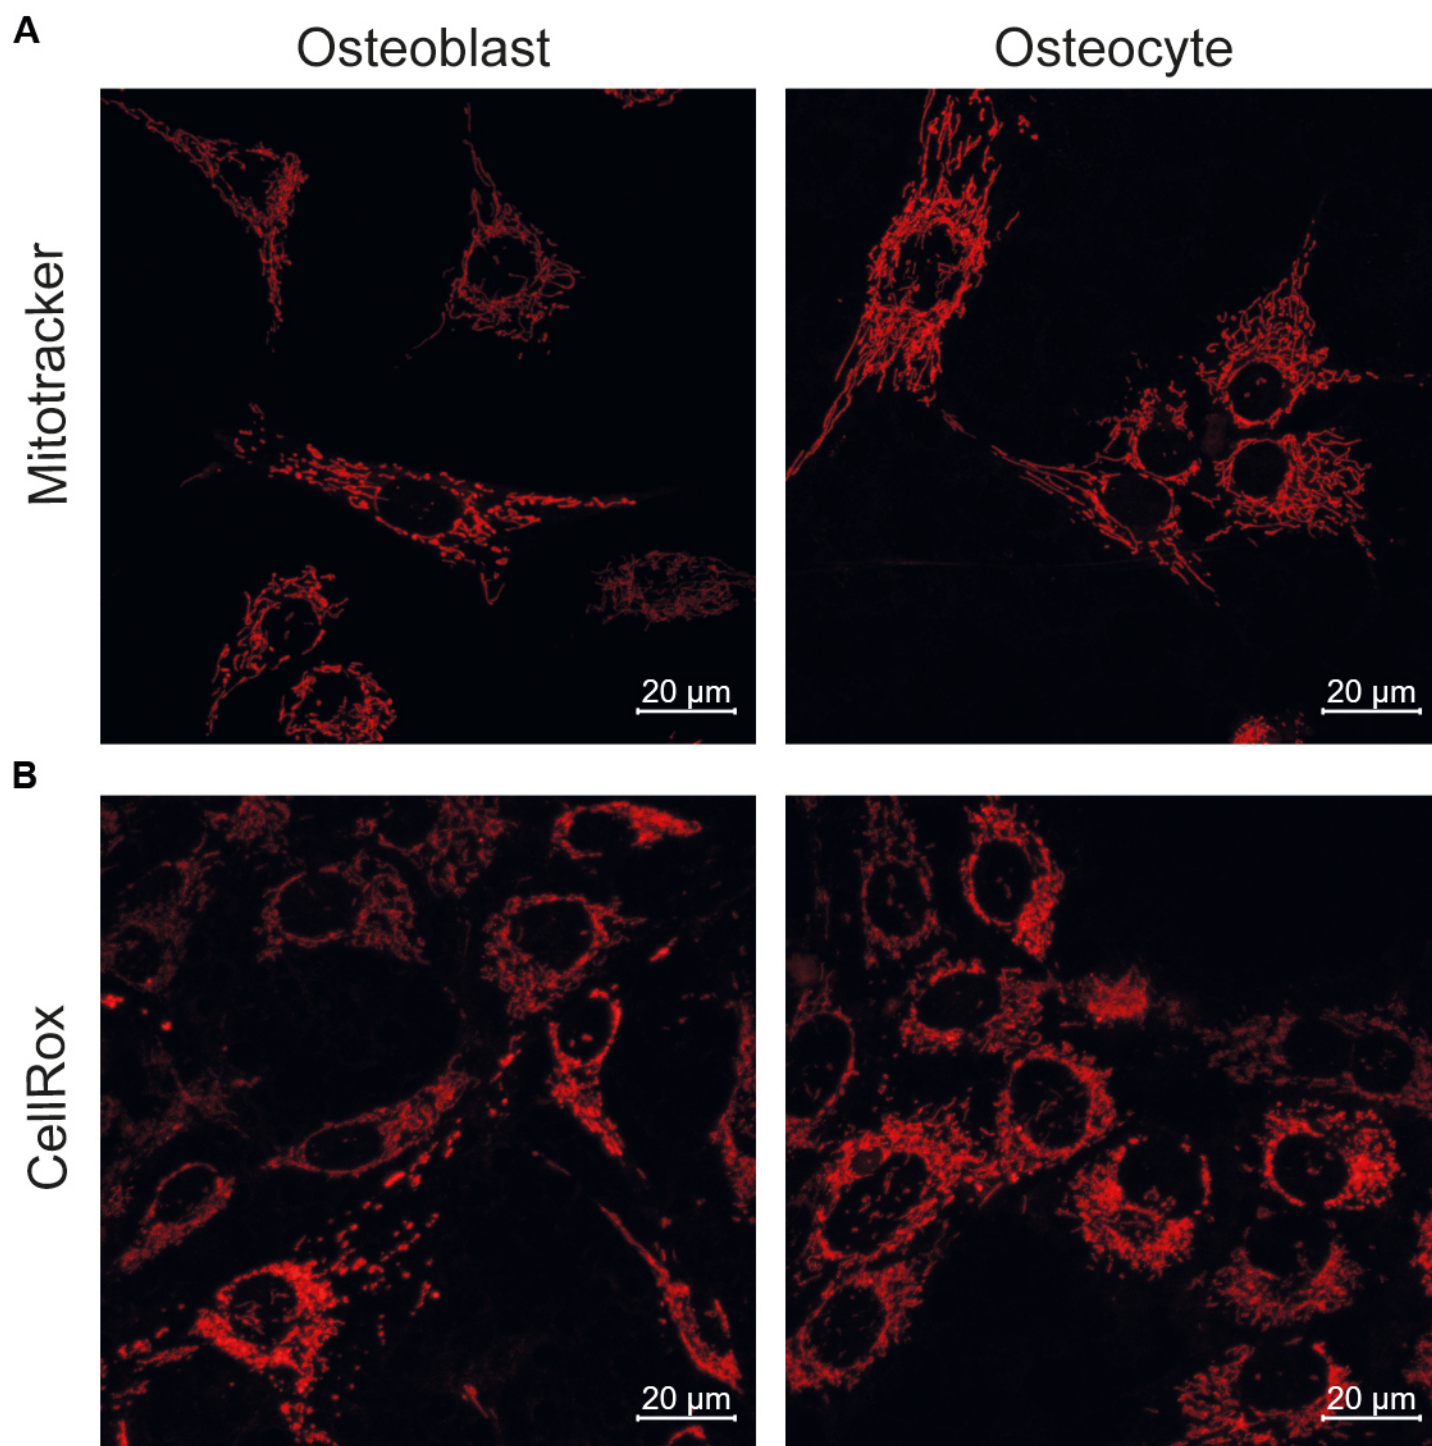 A
Osteoblast
Osteocyte
Mitotracker
20 µm
20 µm
B
CellRox
20 µm
20 µm